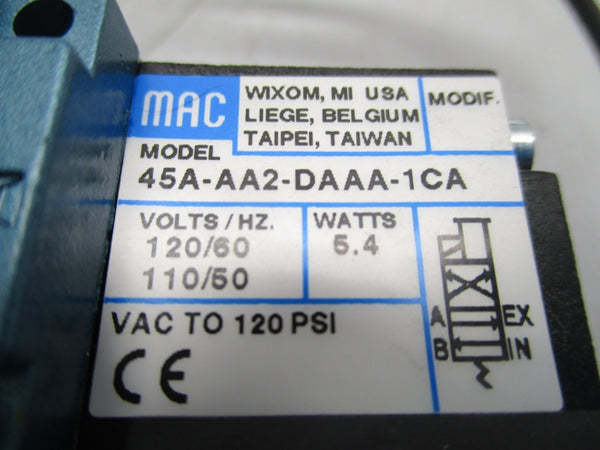 MAC
WIXOM, MI USA
LIEGE, BELGIUM
TAIPEI, TAIWAN
MODIF.
MODEL
45A-AA2-DAAA-1CA
VOLTS/HZ.
120/60
110/50
WATTS
5.4
VAC TO 120 PSI
CE
A EX
B IN